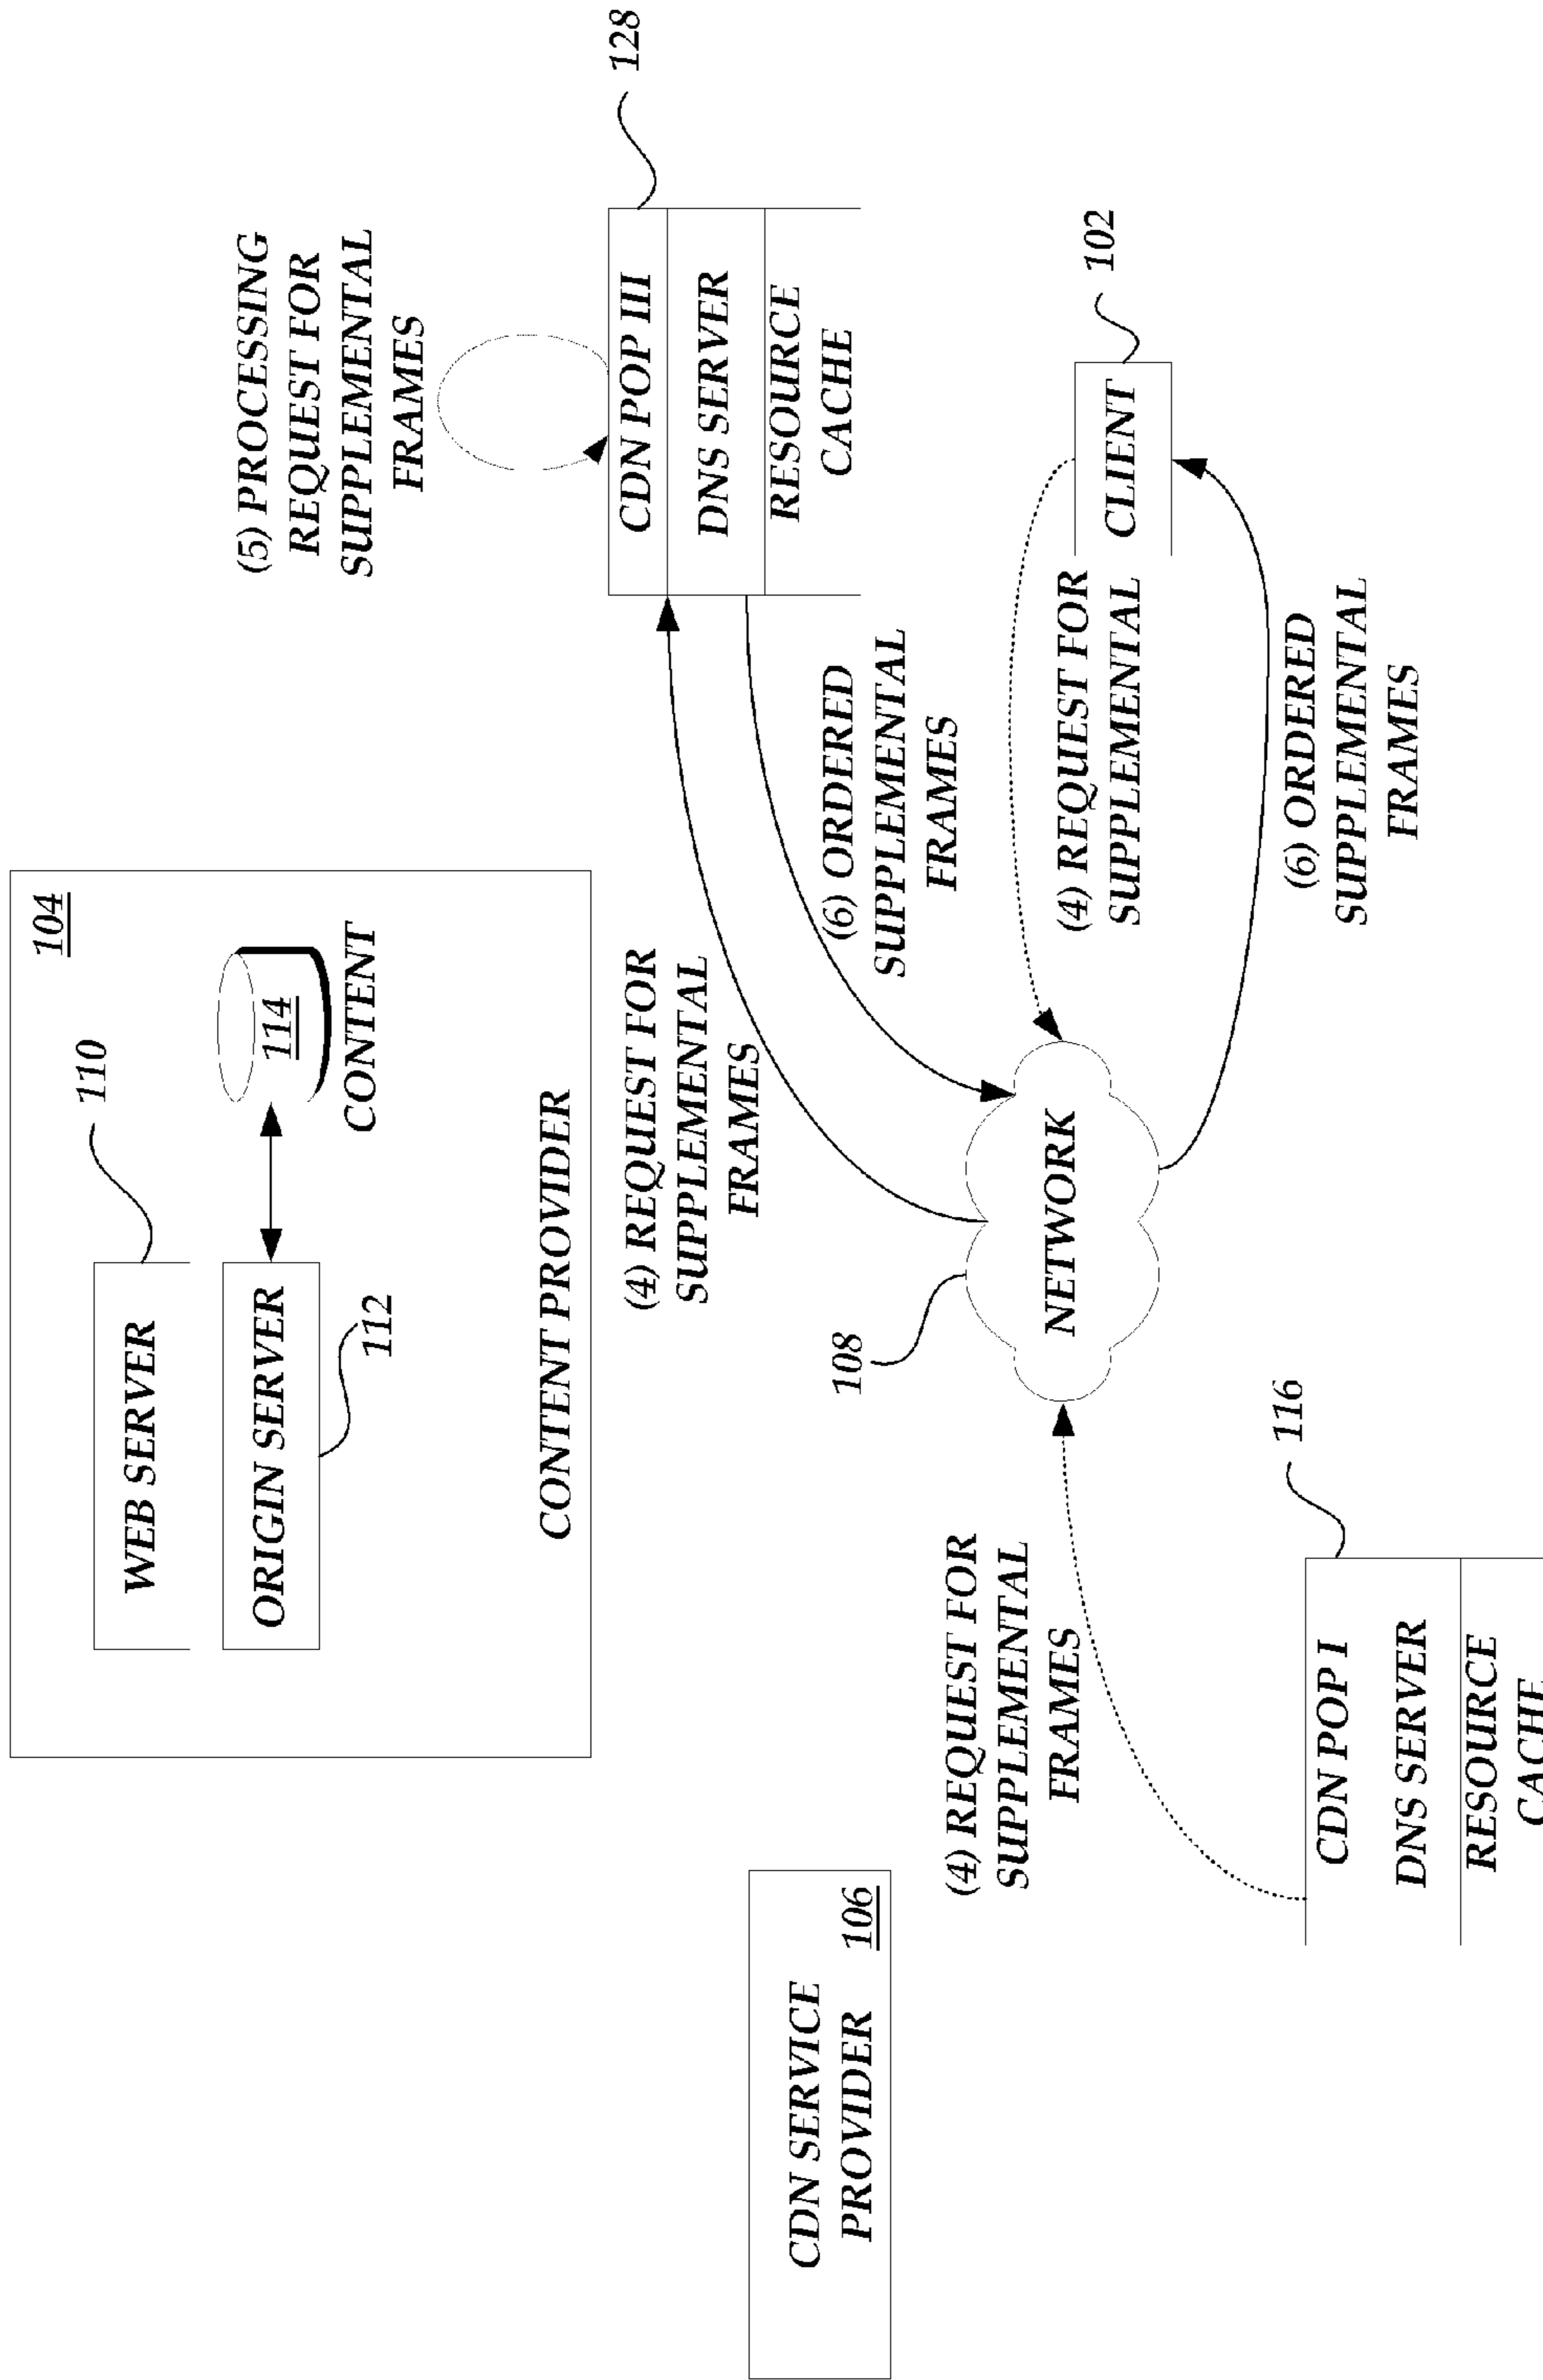 104
WEB SERVER
110
ORIGIN SERVER
114
CONTENT
112
CONTENT PROVIDER
(5) PROCESSING
REQUEST FOR
SUPPLEMENTAL
FRAMES
CDN SERVICE
PROVIDER
106
(4) REQUEST FOR
SUPPLEMENTAL
FRAMES
CDN POP III
DNS SERVER
RESOURCE
CACHE
128
108
(6) ORDERED
SUPPLEMENTAL
FRAMES
(4) REQUEST FOR
SUPPLEMENTAL
FRAMES
NETWORK
(4) REQUEST FOR
SUPPLEMENTAL
CLIENT
102
116
(6) ORDERED
SUPPLEMENTAL
FRAMES
CDN POP I
DNS SERVER
RESOURCE
CACHE